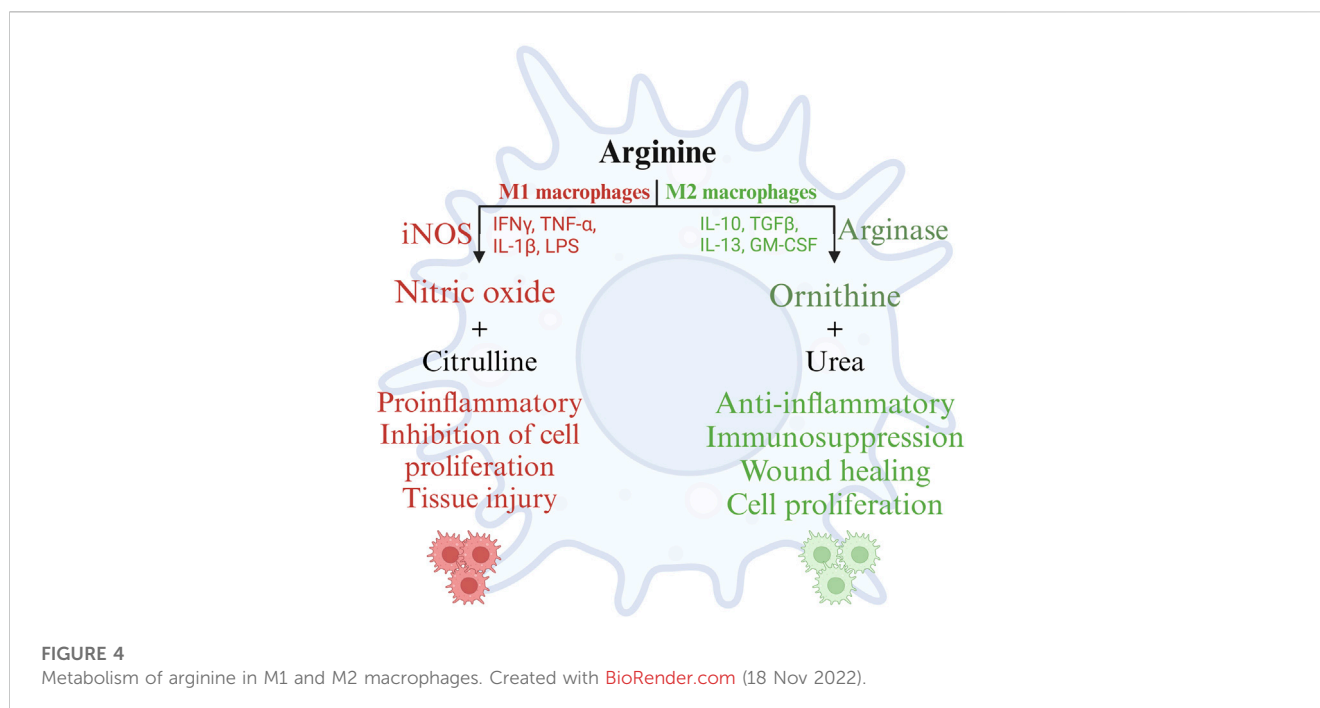 Arginine
M1 macrophages M2 macrophages
iNOS
IFNγ, TNF-α,
IL-1β, LPS
IL-10, TGFβ,
IL-13, GM-CSF
Arginase
Nitric oxide
+
Citrulline
Proinflammatory
Inhibition of cell
proliferation
Tissue injury
Ornithine
+
Urea
Anti-inflammatory
Immunosuppression
Wound healing
Cell proliferation
FIGURE 4
Metabolism of arginine in M1 and M2 macrophages. Created with BioRender.com (18 Nov 2022).